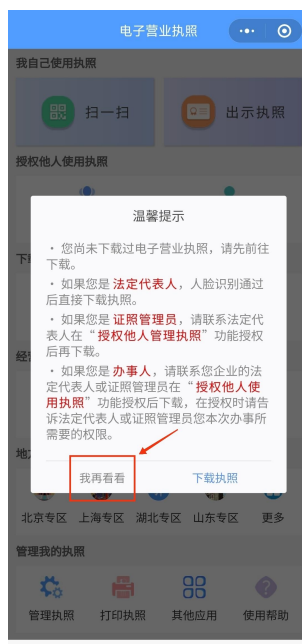 电子营业执照
我自己使用执照
扫一扫
出示执照
授权他人使用执照
温馨提示
· 您尚未下载过电子营业执照，请先前往
下载。
· 如果您是 法定代表人，人脸识别通过
后直接下载执照。
· 如果您是 证照管理员，请联系法定代
表人在“授权他人管理执照”功能授权
后再下载。
· 如果您是 办事人，请联系您企业的法
定代表人或证照管理员在“授权他人使
用执照”功能授权后下载，在授权时请告
诉法定代表人或证照管理员您本次办事所
需要的权限。
我再看看
下载执照
北京专区
上海专区
湖北专区
山东专区
更多
管理我的执照
管理执照
打印执照
其他应用
使用帮助